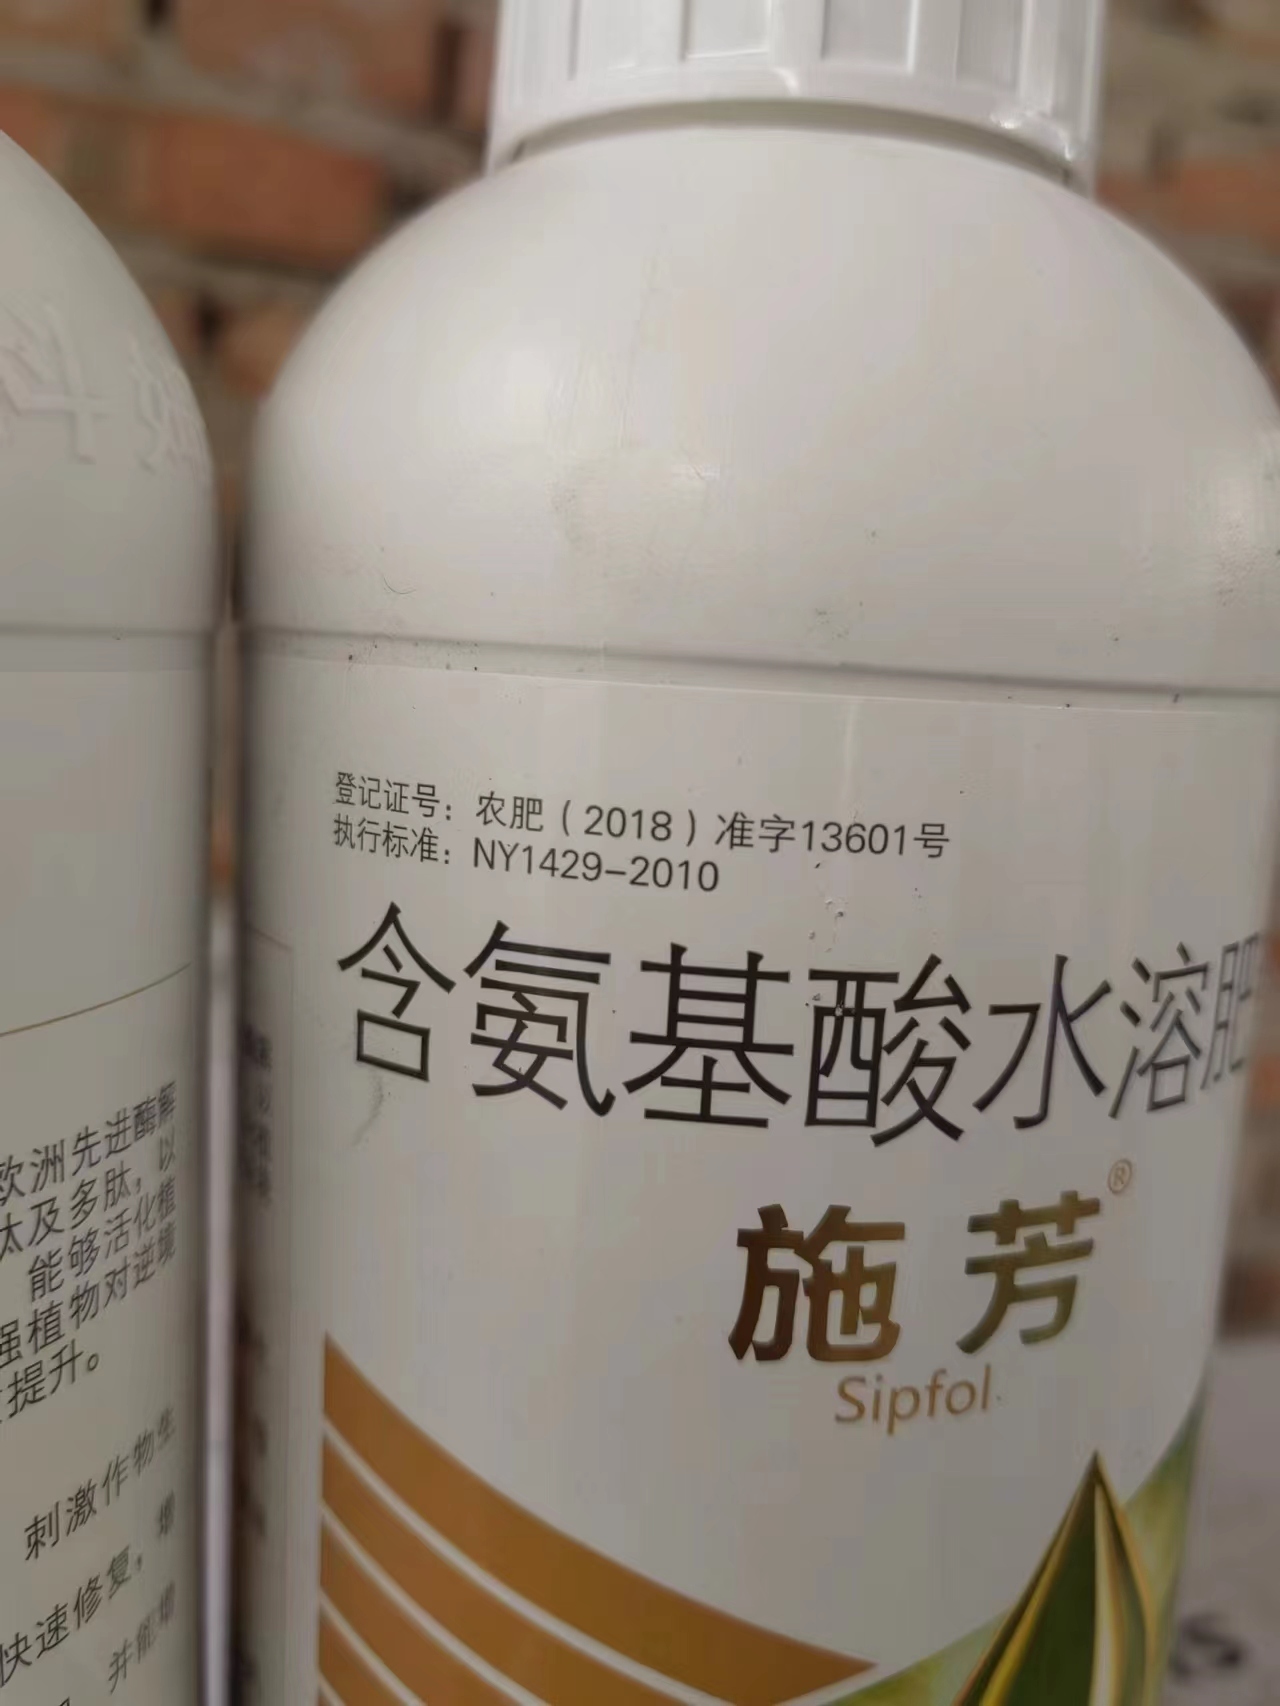 登记证号：农肥（2018）准字13601号
执行标准：NY1429-2010
含氨基酸水溶肥
施芳®
Sipfol
欧洲先进酶解
肽及多肽，以
能够活化植
强植物对逆境
提升。
刺激作物生
快速修复，增
并能增